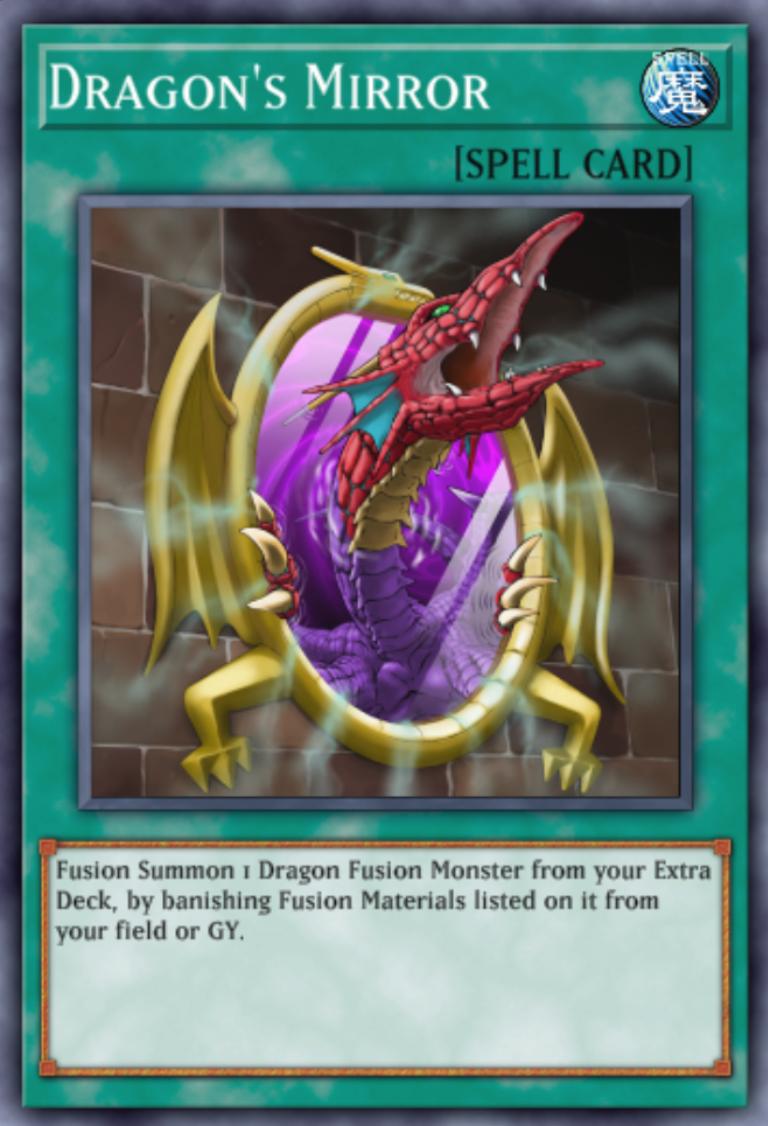 Dragon's Mirror
SPELL
魔
[SPELL CARD]
Fusion Summon 1 Dragon Fusion Monster from your Extra
Deck, by banishing Fusion Materials listed on it from
your field or GY.